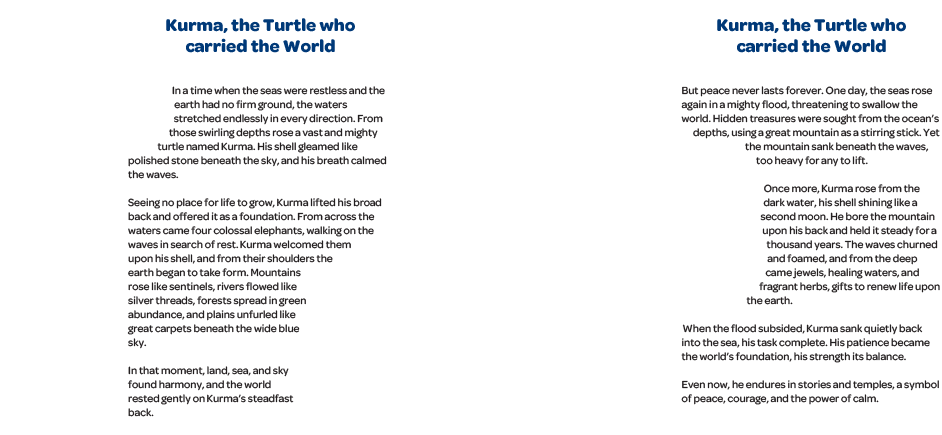 Kurma, the Turtle who
carried the World
In a time when the seas were restless and the
earth had no firm ground, the waters
stretched endlessly in every direction. From
those swirling depths rose a vast and mighty
turtle named Kurma. His shell gleamed like
polished stone beneath the sky, and his breath calmed
the waves.
Seeing no place for life to grow, Kurma lifted his broad
back and offered it as a foundation. From across the
waters came four colossal elephants, walking on the
waves in search of rest. Kurma welcomed them
upon his shell, and from their shoulders the
earth began to take form. Mountains
rose like sentinels, rivers flowed like
silver threads, forests spread in green
abundance, and plains unfurled like
great carpets beneath the wide blue
sky.
In that moment, land, sea, and sky
found harmony, and the world
rested gently on Kurma's steadfast
back.
Kurma, the Turtle who
carried the World
But peace never lasts forever. One day, the seas rose
again in a mighty flood, threatening to swallow the
world. Hidden treasures were sought from the ocean's
depths, using a great mountain as a stirring stick. Yet
the mountain sank beneath the waves,
too heavy for any to lift.
Once more, Kurma rose from the
dark water, his shell shining like a
second moon. He bore the mountain
upon his back and held it steady for a
thousand years. The waves churned
and foamed, and from the deep
came jewels, healing waters, and
fragrant herbs, gifts to renew life upon
the earth.
When the flood subsided, Kurma sank quietly back
into the sea, his task complete. His patience became
the world's foundation, his strength its balance.
Even now, he endures in stories and temples, a symbol
of peace, courage, and the power of calm.